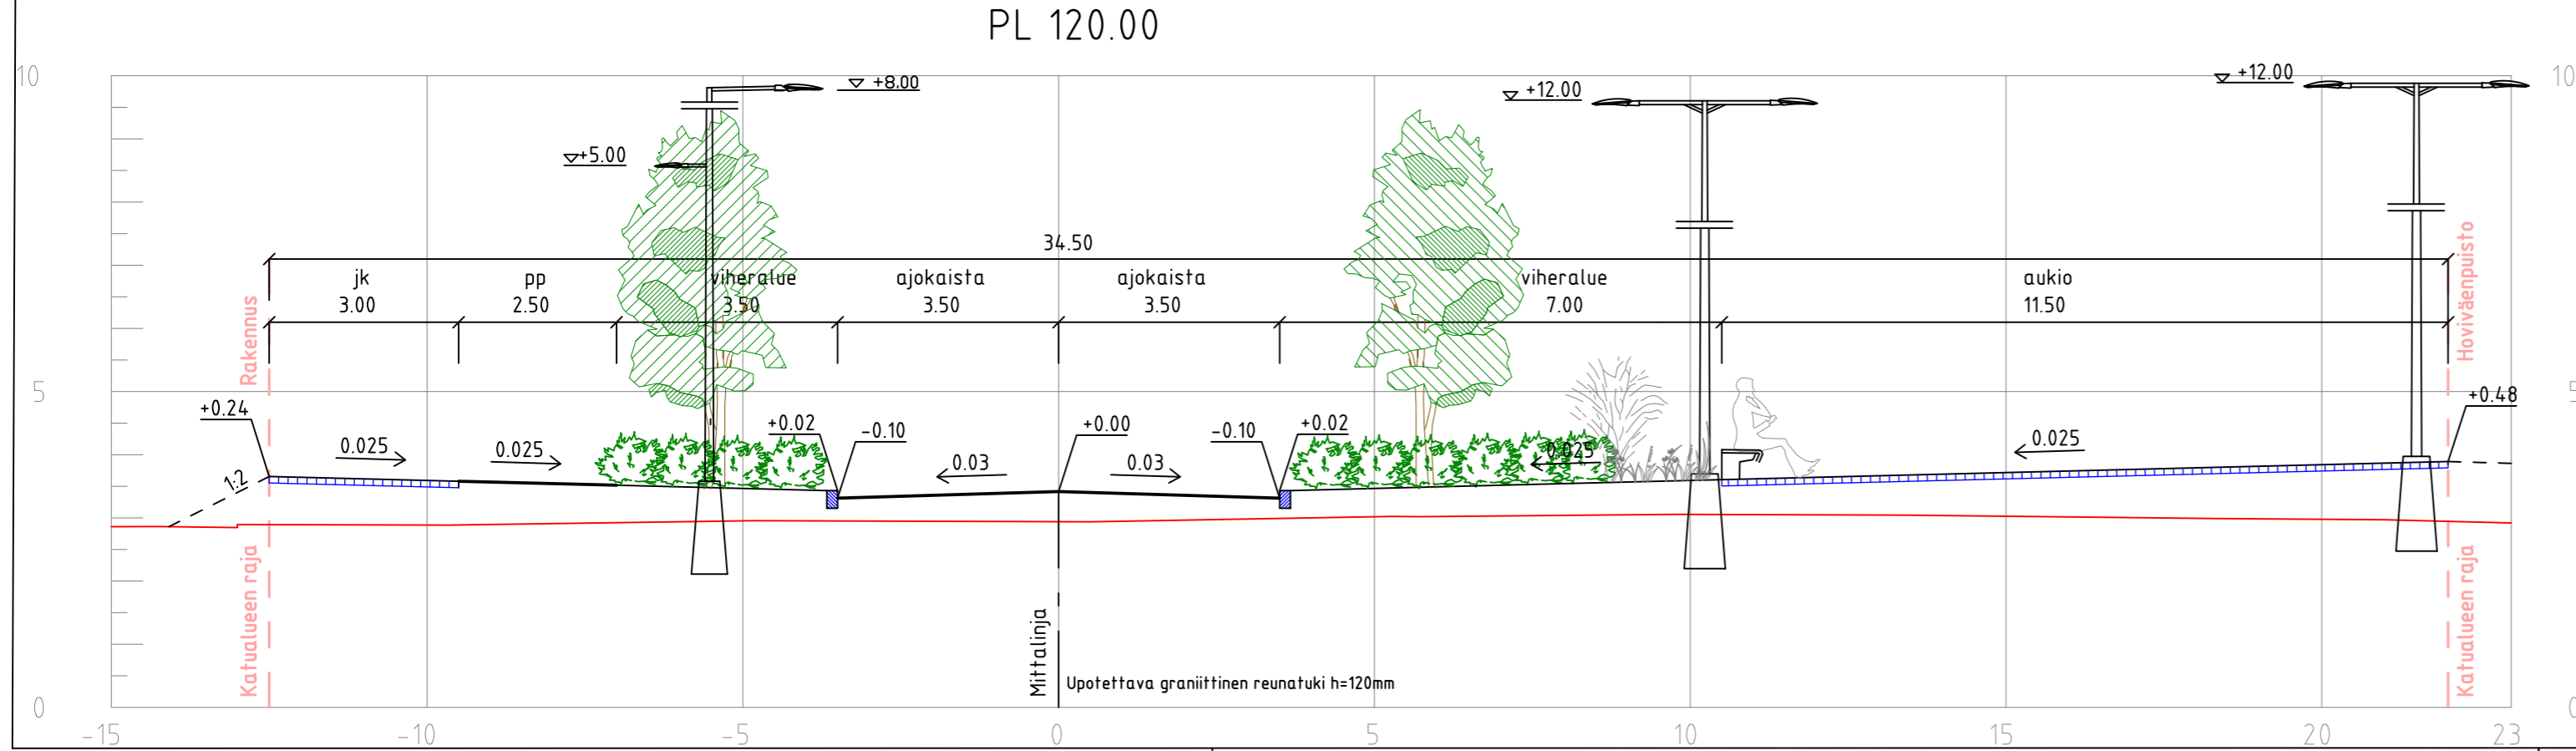 PL 120.00
10
10
+8.00
+12.00
+12.00
+5.00
34.50
jk
pp
viheralue
ajokaista
ajokaista
viheralue
aukio
3.00
2.50
3.50
3.50
3.50
7.00
11.50
Rakennus
Hoviväenpuisto
5
5
+0.24
+0.02
-0.10
+0.00
-0.10
+0.02
+0.48
1:2
0.025
0.025
0.03
0.03
0.025
0.025
Katualueen raja
Mittalinja
Upotettava graniittinen reunatuki h=120mm
Katualueen raja
0
0
-15
-10
-5
0
5
10
15
20
23